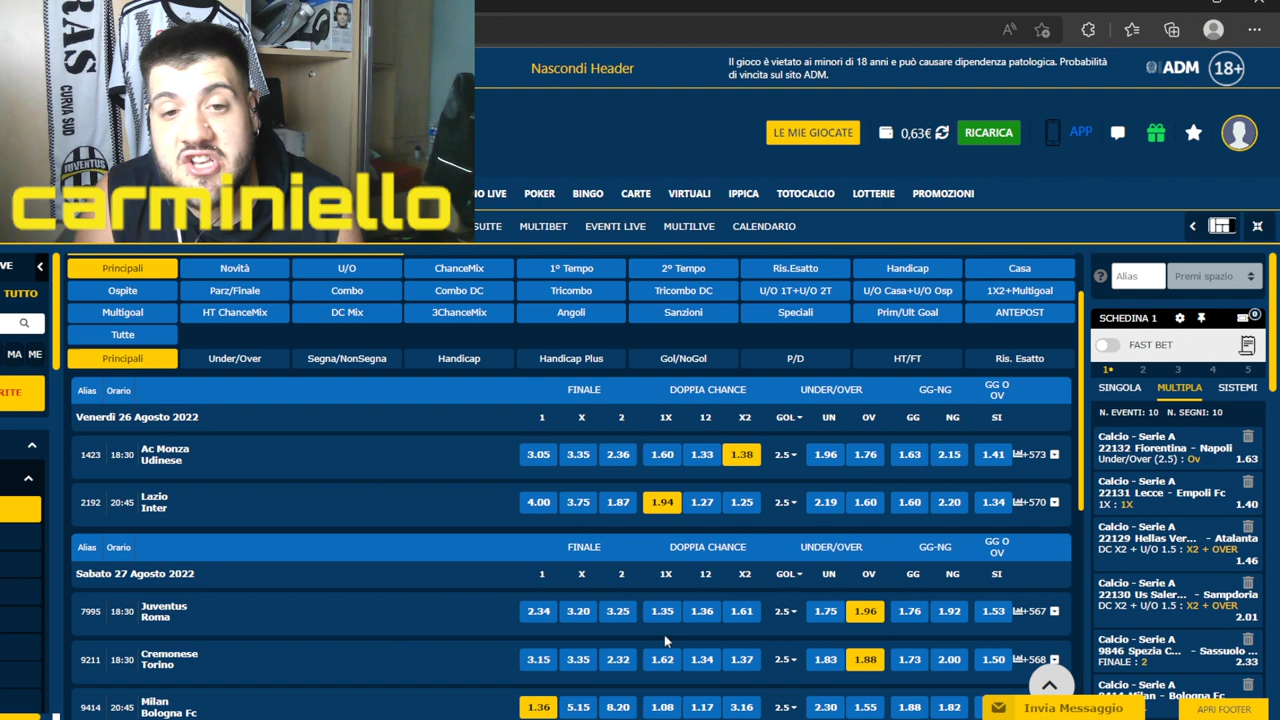 RAS
CURVA SUD
JUVENTUS
carminiello
Nascondi Header
Il gioco è vietato ai minori di 18 anni e può causare dipendenza patologica. Probabilità
di vincita sul sito ADM.
ADM
18+
LE MIE GIOCATE
0,63€
RICARICA
APP
NO LIVE POKER BINGO CARTE VIRTUALI IPPICA TOTOCALCIO LOTTERIE PROMOZIONI
SUITE MULTIBET EVENTI LIVE MULTILIVE CALENDARIO
VE
TUTTO
MA ME
RITE
Principali Novità U/O ChanceMix 1° Tempo 2° Tempo Ris.Esatto Handicap Casa
Ospite Parz/Finale Combo Combo DC Tricombo Tricombo DC U/O 1T+U/O 2T U/O Casa+U/O Osp 1X2+Multigoal
Multigoal HT ChanceMix DC Mix 3ChanceMix Angoli Sanzioni Speciali Prim/Ult Goal ANTEPOST
Tutte
Principali Under/Over Segna/NonSegna Handicap Handicap Plus Gol/NoGol P/D HT/FT Ris. Esatto
Alias Orario FINALE DOPPIA CHANCE UNDER/OVER GG-NG GG O OV
Venerdì 26 Agosto 2022 1 X 2 1X 12 X2 GOL UN OV GG NG SI
1423 18:30 Ac Monza
Udinese
3.05 3.35 2.36 1.60 1.33 1.38 2.5 1.96 1.76 1.63 2.15 1.41 +573
2192 20:45 Lazio
Inter
4.00 3.75 1.87 1.94 1.27 1.25 2.5 2.19 1.60 1.60 2.20 1.34 +570
Alias Orario FINALE DOPPIA CHANCE UNDER/OVER GG-NG GG O OV
Sabato 27 Agosto 2022 1 X 2 1X 12 X2 GOL UN OV GG NG SI
7995 18:30 Juventus
Roma
2.34 3.20 3.25 1.35 1.36 1.61 2.5 1.75 1.96 1.76 1.92 1.53 +567
9211 18:30 Cremonese
Torino
3.15 3.35 2.32 1.62 1.34 1.37 2.5 1.83 1.88 1.73 2.00 1.50 +568
9414 20:45 Milan
Bologna Fc
1.36 5.15 8.20 1.08 1.17 3.16 2.5 2.30 1.55 1.88 1.82
? Alias Premi spazio
SCHEDINA 1 0
FAST BET
1 2 3 4 5
SINGOLA MULTIPLA SISTEMI
N. EVENTI: 10 N. SEGNI: 10
Calcio - Serie A
22132 Fiorentina - Napoli
Under/Over (2.5) : Ov 1.63
Calcio - Serie A
22131 Lecce - Empoli Fc
1X : 1X 1.40
Calcio - Serie A
22129 Hellas Ver... - Atalanta
DC X2 + U/O 1.5 : X2 + OVER
1.46
Calcio - Serie A
22130 Us Saler... - Sampdoria
DC X2 + U/O 1.5 : X2 + OVER
2.01
Calcio - Serie A
9846 Spezia C... - Sassuolo ...
FINALE : 2 2.33
Calcio - Serie A
9414 Milan - Bologna Fc
Invia Messaggio
APRI FOOTER